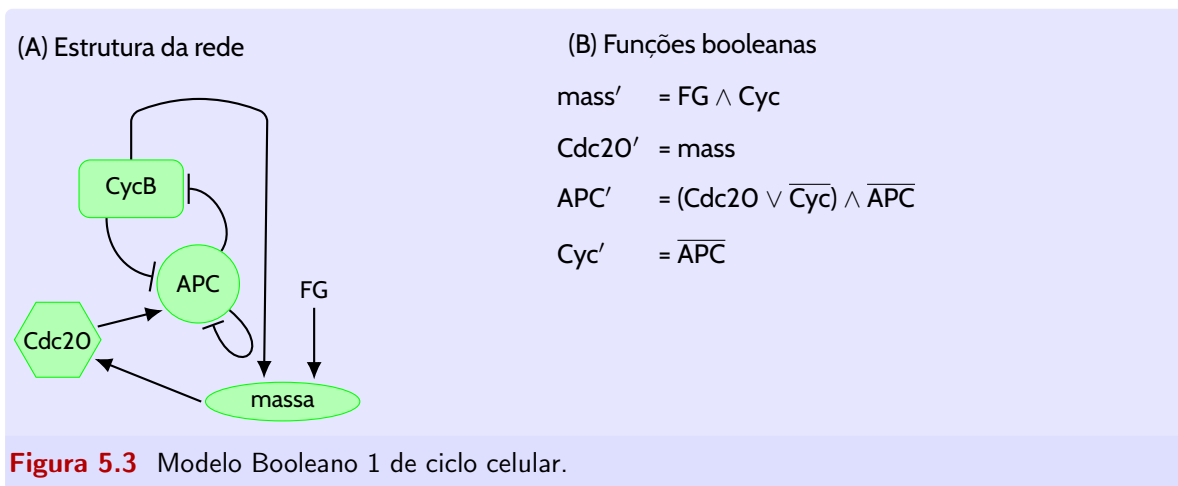 (A) Estrutura da rede
CycB
APC
FG
Cdc20
massa
(B) Funções booleanas
mass′ = FG ∧ Cyc
Cdc20′ = mass
APC′ = (Cdc20 ∨ C̅y̅c̅) ∧ A̅P̅C̅
Cyc′ = A̅P̅C̅
Figura 5.3 Modelo Booleano 1 de ciclo celular.